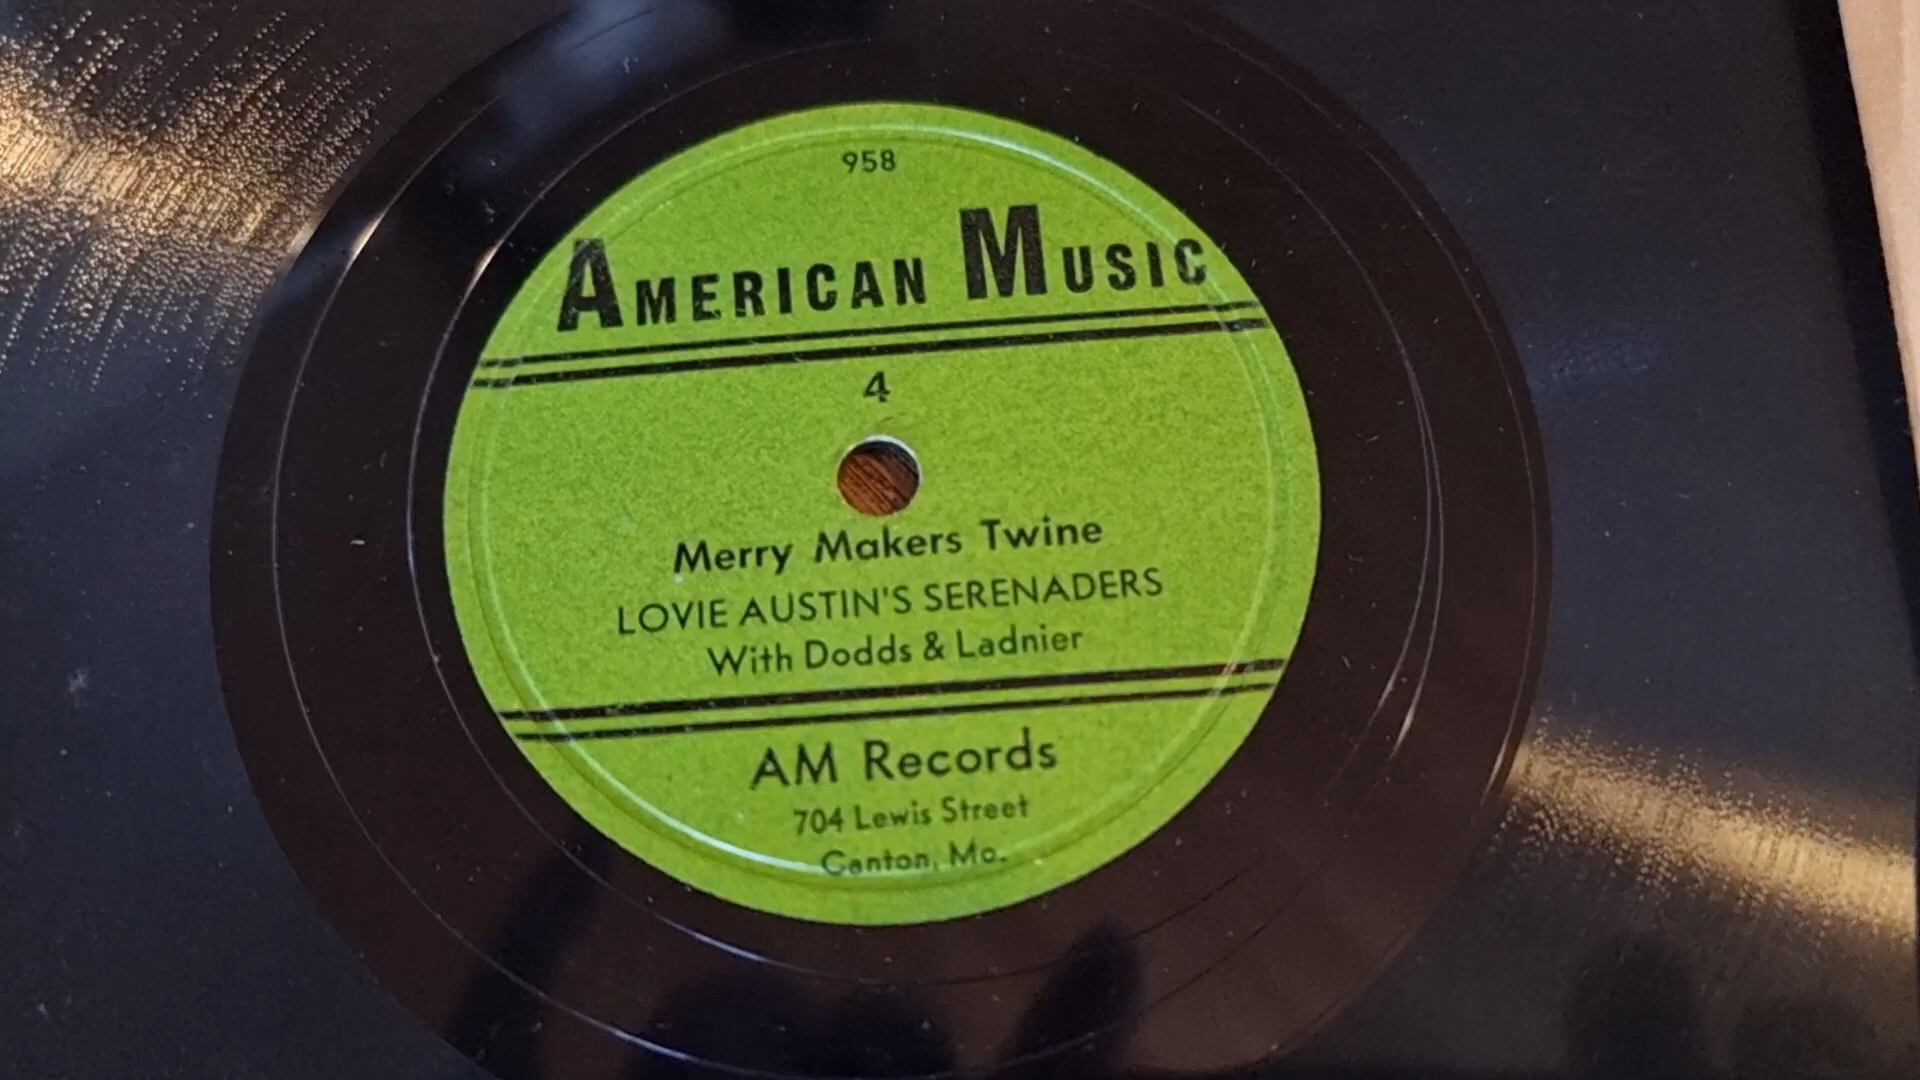 958
AMERICAN MUSIC
4
Merry Makers Twine
LOVIE AUSTIN'S SERENADERS
With Dodds & Ladnier
AM Records
704 Lewis Street
Canton, Mo.